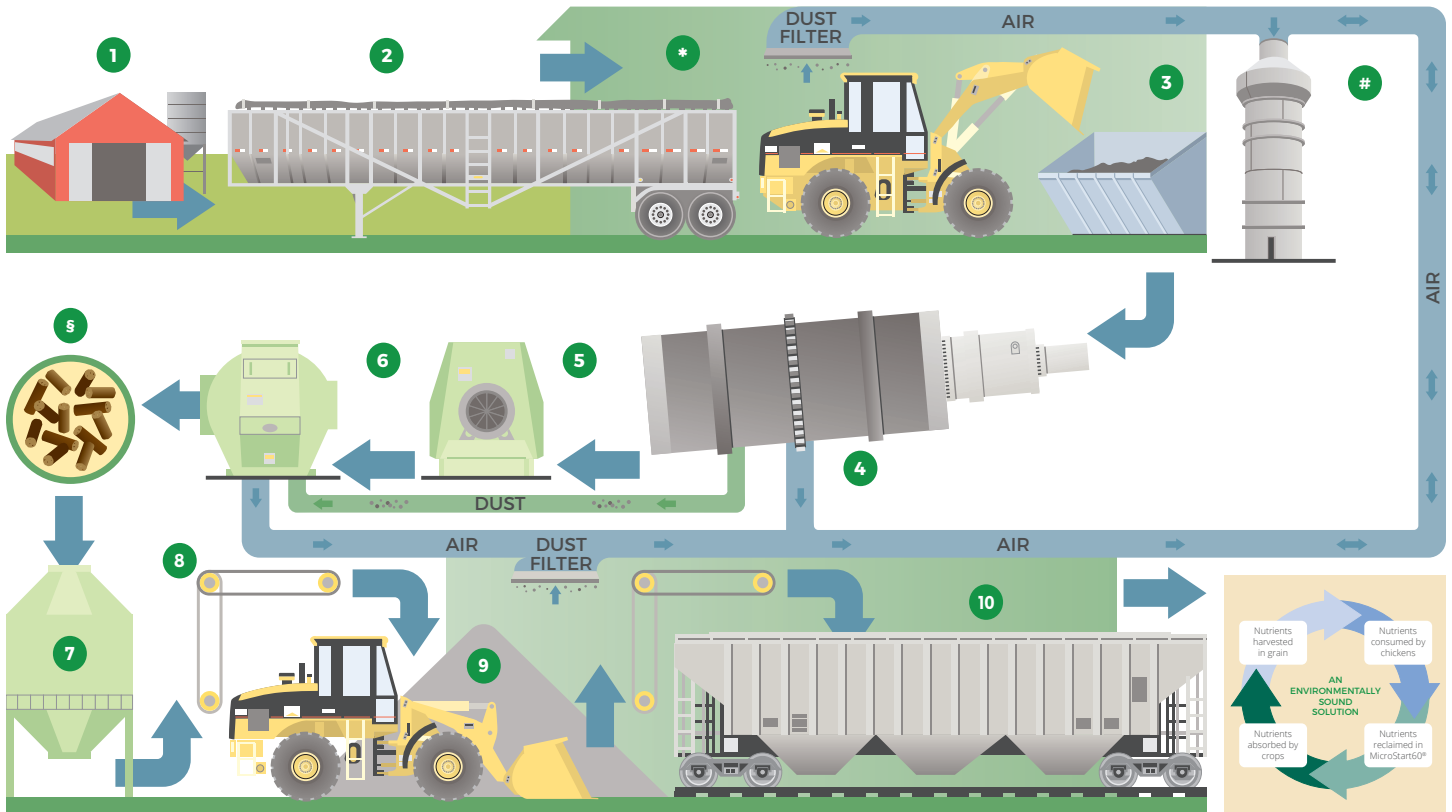 1
2
*
DUST
FILTER
AIR
3
#
AIR
§
6
5
4
DUST
8
AIR
DUST
FILTER
AIR
7
9
10
Nutrients
harvested
in grain
Nutrients
consumed by
chickens
AN
ENVIRONMENTALLY
SOUND
SOLUTION
Nutrients
absorbed by
crops
Nutrients
reclaimed in
MicroStart60®